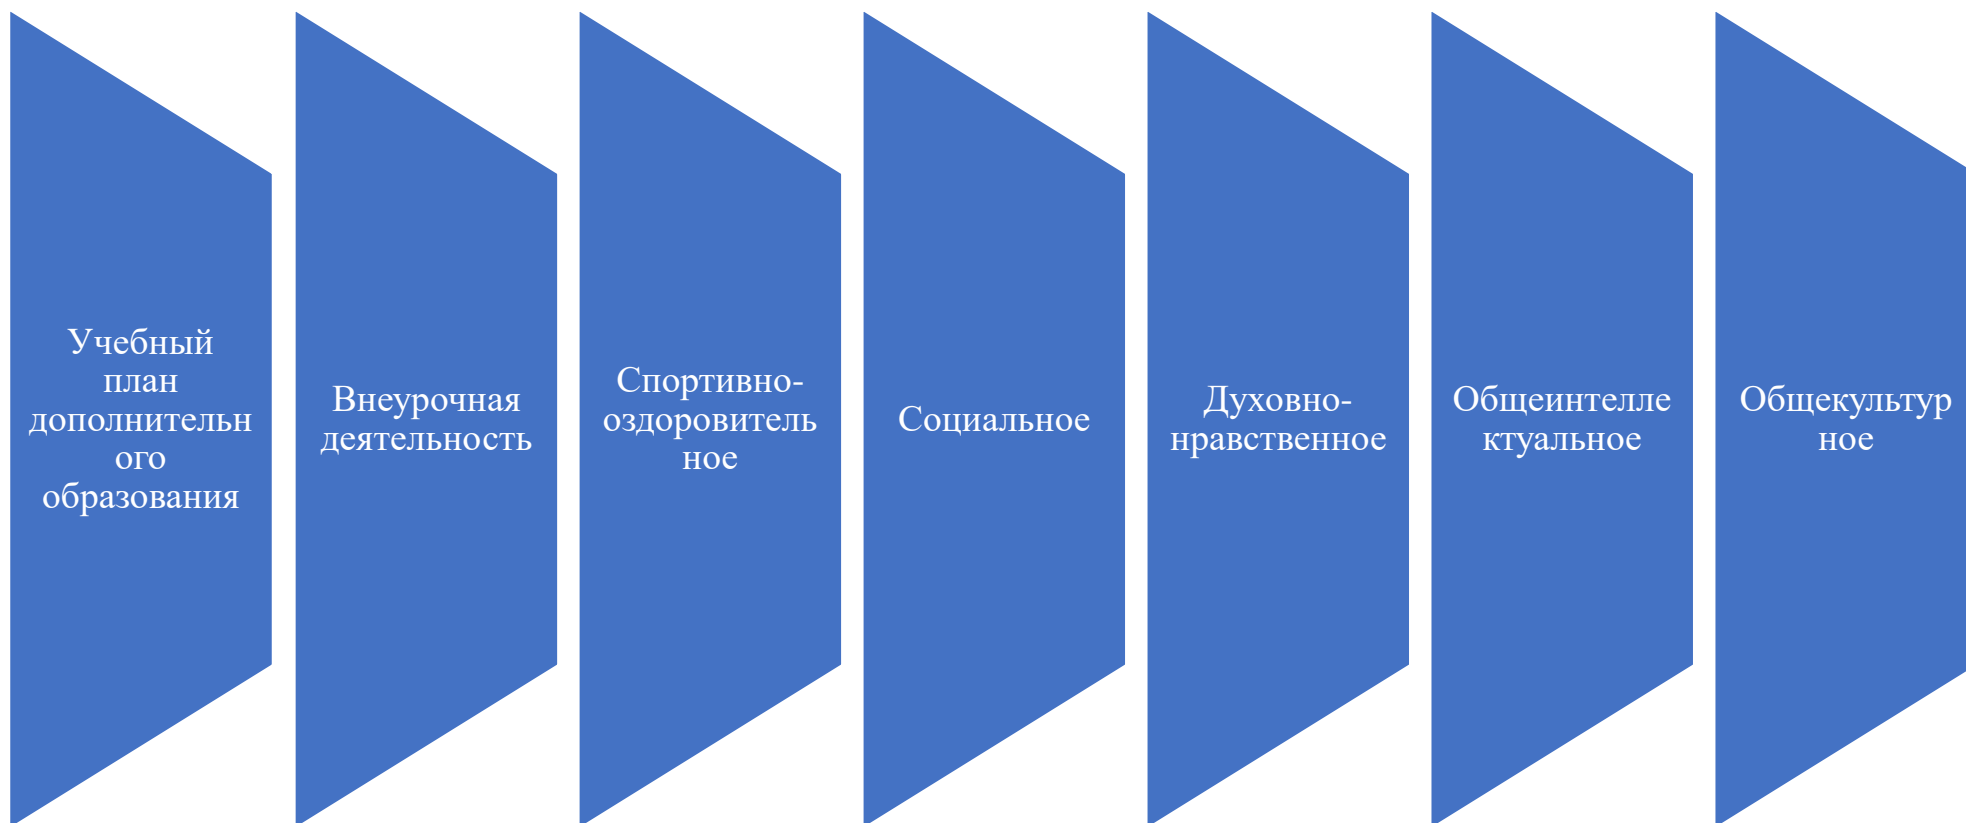 Учебный
план
дополнительн
ого
образования
Внеурочная
деятельность
Спортивно-
оздоровитель
ное
Социальное
Духовно-
нравственное
Общеинтелле
ктуальное
Общекультур
ное